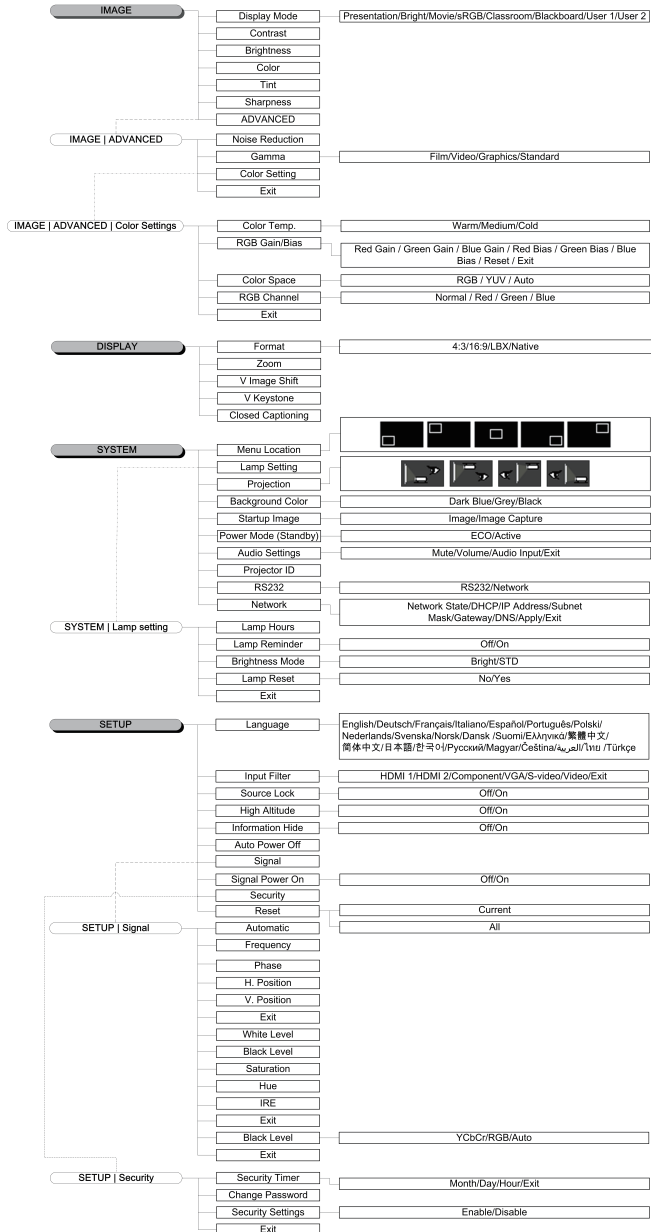 IMAGE
Display Mode
Presentation/Bright/Movie/sRGB/Classroom/Blackboard/User 1/User 2
Contrast
Brightness
Color
Tint
Sharpness
ADVANCED
IMAGE | ADVANCED
Noise Reduction
Gamma
Film/Video/Graphics/Standard
Color Setting
Exit
IMAGE | ADVANCED | Color Settings
Color Temp.
Warm/Medium/Cold
RGB Gain/Bias
Red Gain / Green Gain / Blue Gain / Red Bias / Green Bias / Blue
Bias / Reset / Exit
Color Space
RGB / YUV / Auto
RGB Channel
Normal / Red / Green / Blue
Exit
DISPLAY
Format
4:3/16:9/LBX/Native
Zoom
V Image Shift
V Keystone
Closed Captioning
SYSTEM
Menu Location
Lamp Setting
Projection
Background Color
Dark Blue/Grey/Black
Startup Image
Image/Image Capture
Power Mode (Standby)
ECO/Active
Audio Settings
Mute/Volume/Audio Input/Exit
Projector ID
RS232
RS232/Network
Network
Network State/DHCP/IP Address/Subnet
Mask/Gateway/DNS/Apply/Exit
SYSTEM | Lamp setting
Lamp Hours
Lamp Reminder
Off/On
Brightness Mode
Bright/STD
Lamp Reset
No/Yes
Exit
SETUP
Language
English/Deutsch/Français/Italiano/Español/Português/Polski/
Nederlands/Svenska/Norsk/Dansk /Suomi/Ελληνικά/繁體中文/
简体中文/日本語/한국어/Русский/Magyar/Čeština/العربية/ไทย /Türkçe
Input Filter
HDMI 1/HDMI 2/Component/VGA/S-video/Video/Exit
Source Lock
Off/On
High Altitude
Off/On
Information Hide
Off/On
Auto Power Off
Signal
Signal Power On
Off/On
Security
Reset
Current
All
SETUP | Signal
Automatic
Frequency
Phase
H. Position
V. Position
Exit
White Level
Black Level
Saturation
Hue
IRE
Exit
Black Level
YCbCr/RGB/Auto
Exit
SETUP | Security
Security Timer
Month/Day/Hour/Exit
Change Password
Security Settings
Enable/Disable
Exit